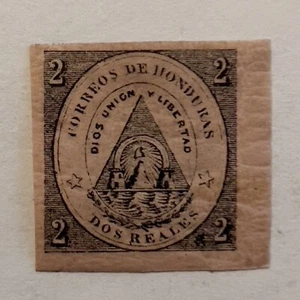 2 2
CORREOS DE HONDURAS
DIOS UNION Y LIBERTAD
DOS REALES
2 2